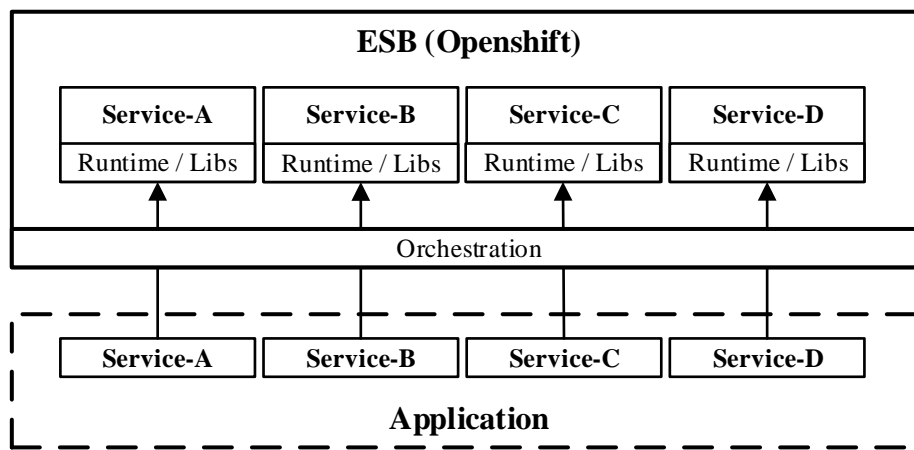 ESB (Openshift)
Service-A Service-B Service-C Service-D
Runtime / Libs Runtime / Libs Runtime / Libs Runtime / Libs
Orchestration
Service-A Service-B Service-C Service-D
Application